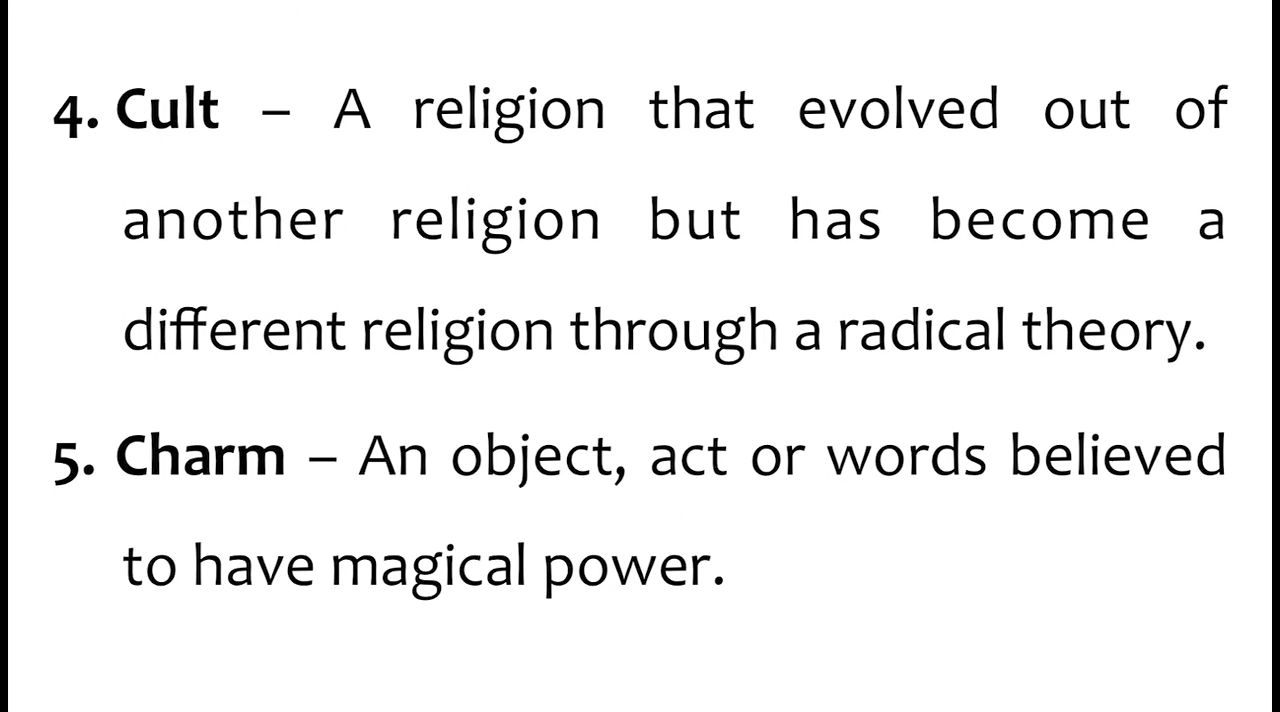 4. Cult – A religion that evolved out of
another religion but has become a
different religion through a radical theory.
5. Charm – An object, act or words believed
to have magical power.